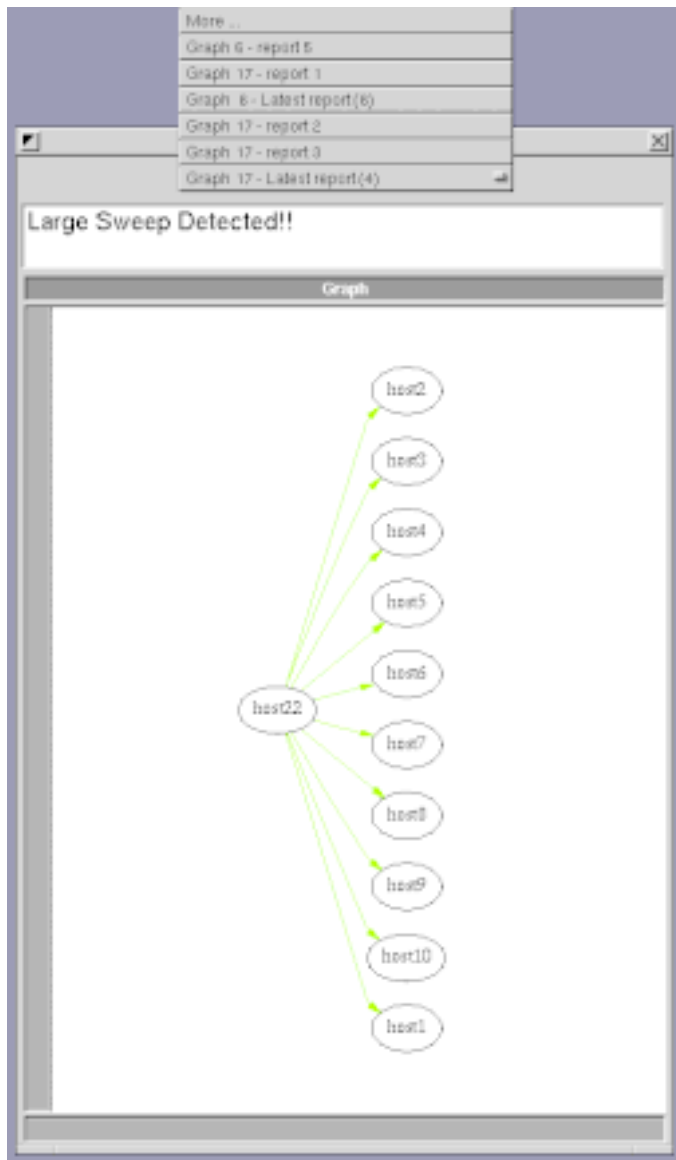 More ...
Graph 6 - report 5
Graph 17 - report 1
Graph 6 - Latest report(6)
Graph 17 - report 2
Graph 17 - report 3
Graph 17 - Latest report(4)
Large Sweep Detected!!
Graph
host2
host3
host4
host5
host6
host22
host7
host8
host9
host10
host1